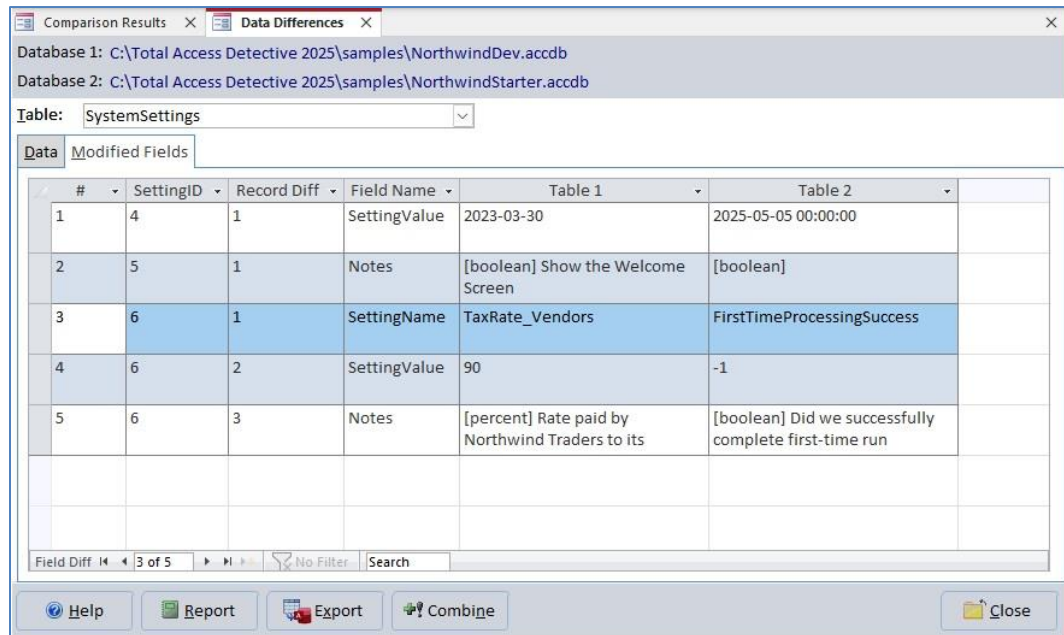 Comparison Results X Data Differences X X
Database 1: C:\Total Access Detective 2025\samples\NorthwindDev.accdb
Database 2: C:\Total Access Detective 2025\samples\NorthwindStarter.accdb
Table: SystemSettings
Data Modified Fields
# SettingID Record Diff Field Name Table 1 Table 2
1 4 1 SettingValue 2023-03-30 2025-05-05 00:00:00
2 5 1 Notes [boolean] Show the Welcome [boolean]
Screen
3 6 1 SettingName TaxRate_Vendors FirstTimeProcessingSuccess
4 6 2 SettingValue 90 -1
5 6 3 Notes [percent] Rate paid by [boolean] Did we successfully
Northwind Traders to its complete first-time run
Field Diff 3 of 5 No Filter Search
Help Report Export Combine Close